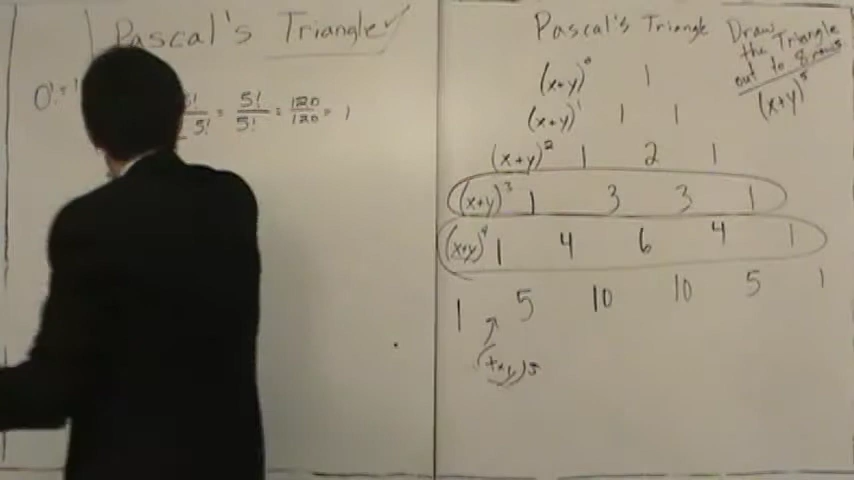 Pascal's Triangle ✓
0! = 1
5! = 5!/5! = 120/120 = 1
5!
Pascal's Triangle
Draw
the Triangle
out to 8 rows
(x+y)⁵
(x+y)⁰ 1
(x+y)¹ 1 1
(x+y)² 1 2 1
(x+y)³ 1 3 3 1
(x+y)⁴ 1 4 6 4 1
1 5 10 10 5 1